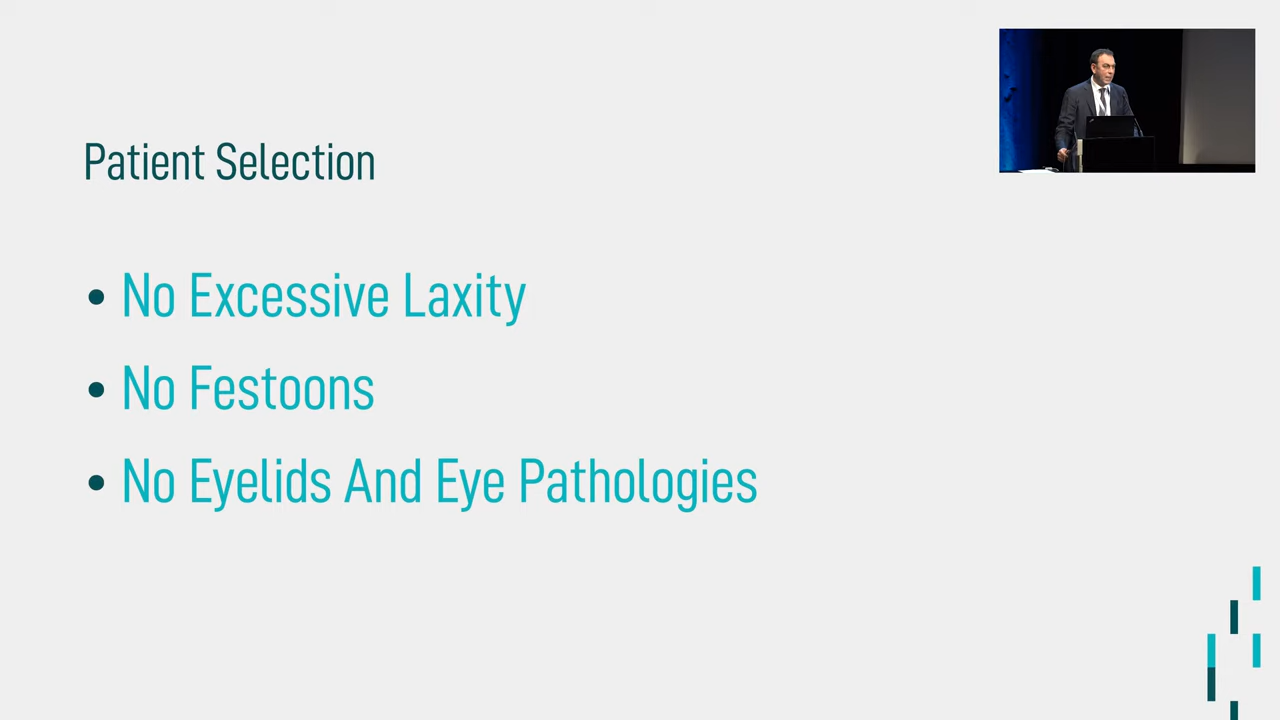 Patient Selection
• No Excessive Laxity
• No Festoons
• No Eyelids And Eye Pathologies